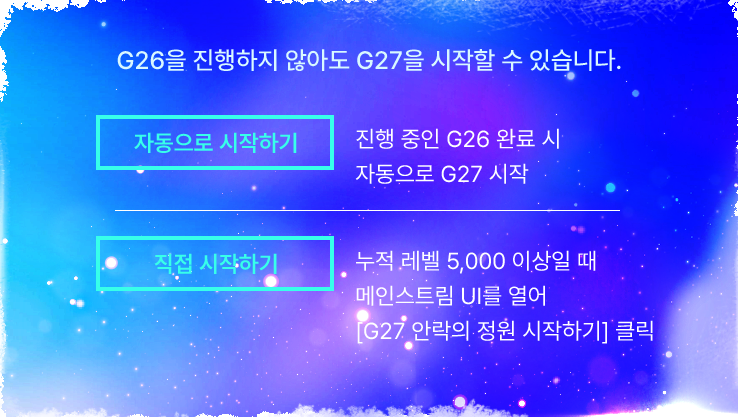 G26을 진행하지 않아도 G27을 시작할 수 있습니다.
자동으로 시작하기
진행 중인 G26 완료 시
자동으로 G27 시작
직접 시작하기
누적 레벨 5,000 이상일 때
메인스트림 UI를 열어
[G27 안락의 정원 시작하기] 클릭